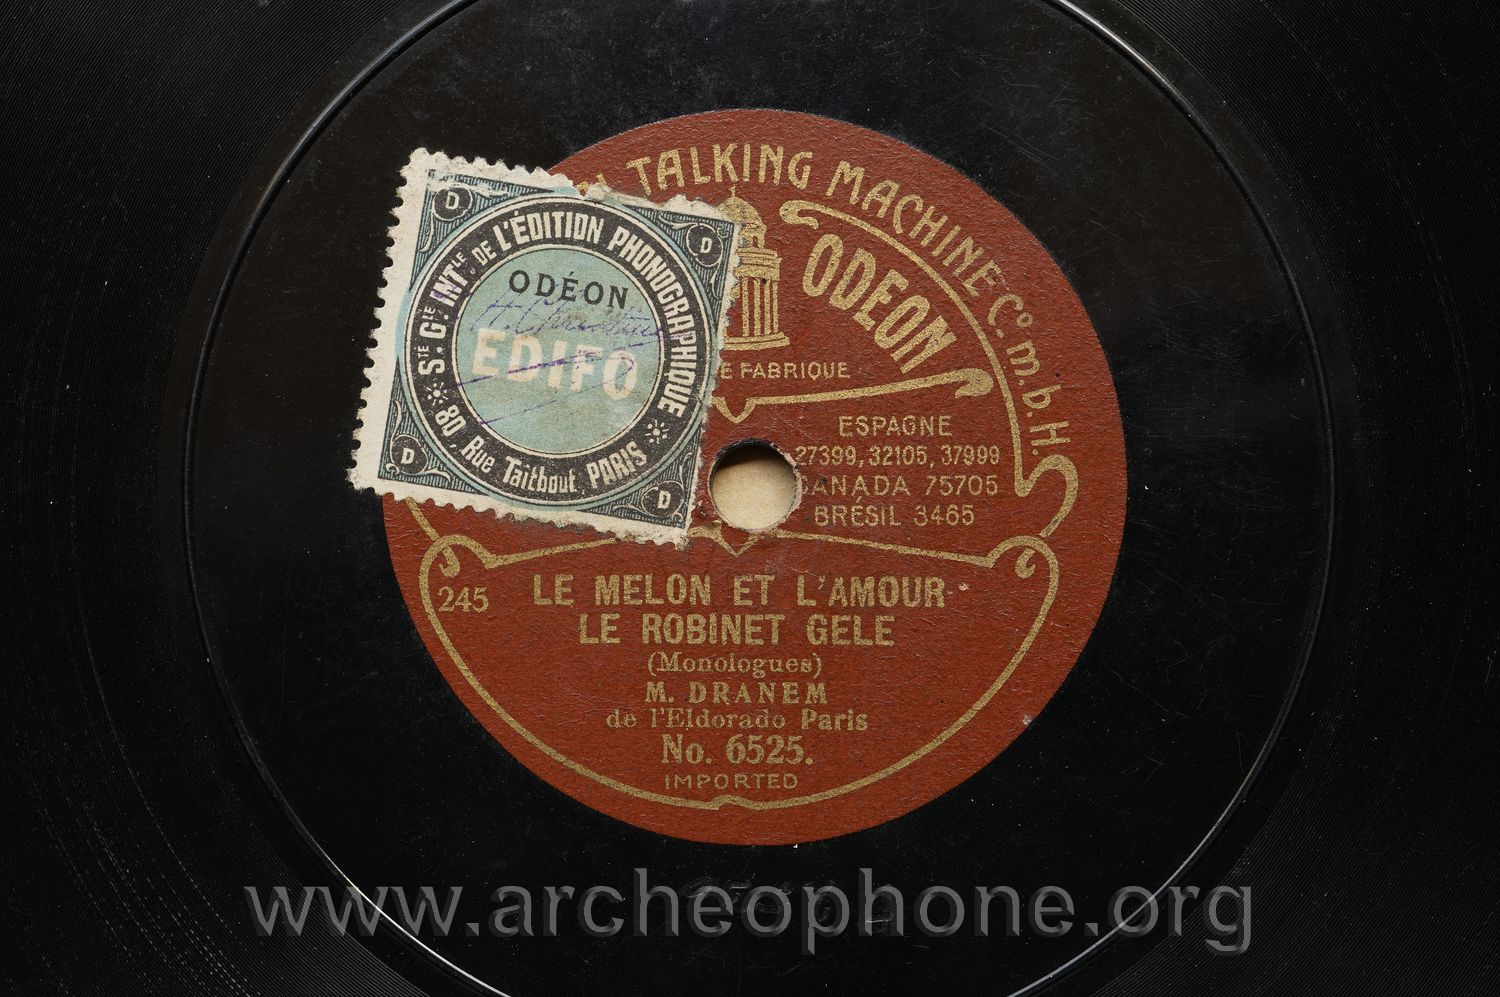 TALKING MACHINE Co. m.b.H.
ODEON
E FABRIQUE
D
D
D
D
STÉ GLE INTLE DE L'ÉDITION PHONOGRAPHIQUE
80 Rue Taitbout PARIS
ODÉON
EDIFO
ESPAGNE
27399, 32105, 37999
CANADA 75705
BRÉSIL 3465
245
LE MELON ET L'AMOUR
LE ROBINET GELE
(Monologues)
M. DRANEM
de l'Eldorado Paris
No. 6525.
IMPORTED
www.archeophone.org